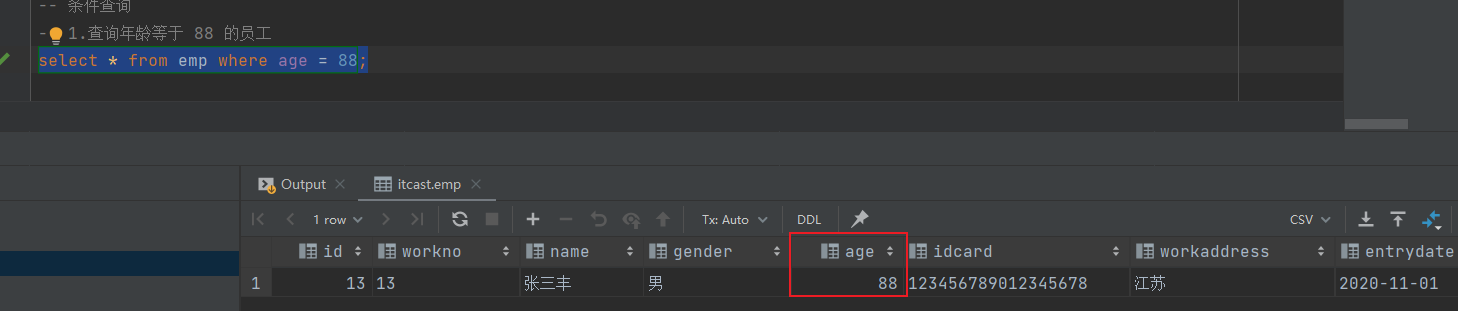 -- 条件查询
- 1.查询年龄等于 88 的员工
select * from emp where age = 88;
Output
itcast.emp
1 row
Tx: Auto
DDL
CSV
id workno name gender age idcard workaddress entrydate
1 13 13 张三丰 男 88 123456789012345678 江苏 2020-11-01